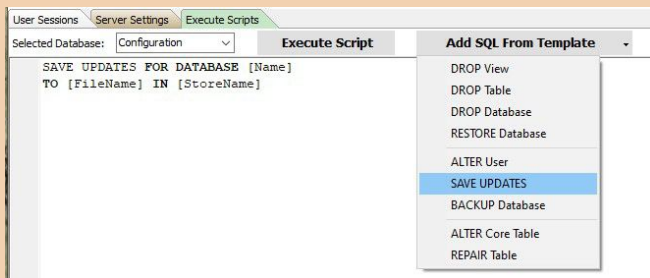 User Sessions Server Settings Execute Scripts
Selected Database: Configuration Execute Script Add SQL From Template
SAVE UPDATES FOR DATABASE [Name]
TO [FileName] IN [StoreName]
DROP View
DROP Table
DROP Database
RESTORE Database
ALTER User
SAVE UPDATES
BACKUP Database
ALTER Core Table
REPAIR Table